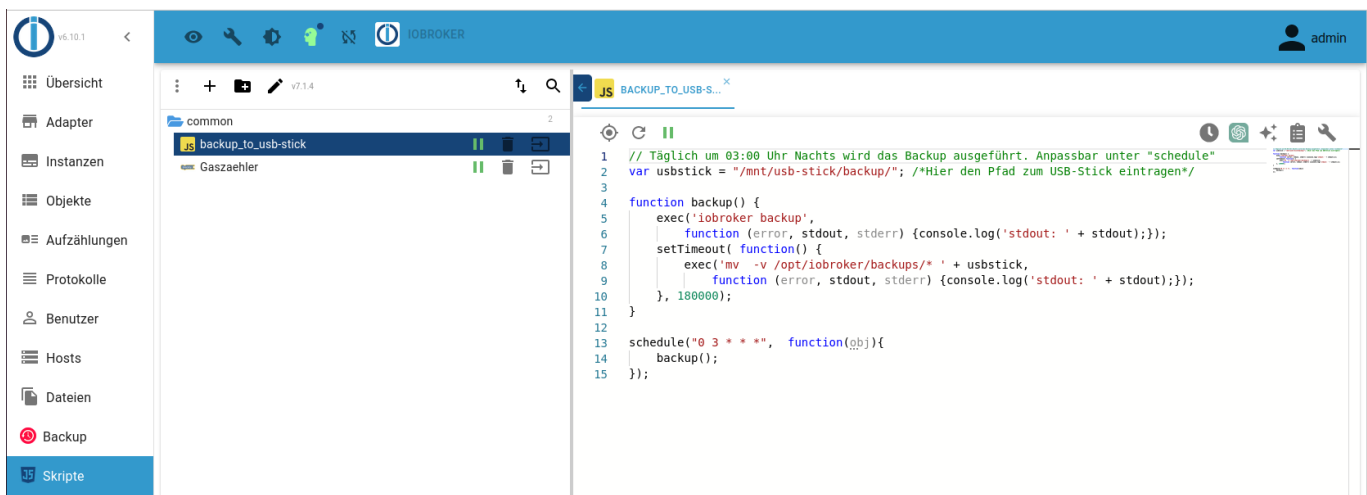 v6.10.1
IOBROKER
admin
Übersicht
Adapter
Instanzen
Objekte
Aufzählungen
Protokolle
Benutzer
Hosts
Dateien
Backup
JS Skripte
v7.1.4
common 2
JS backup_to_usb-stick
Gaszaehler
JS BACKUP_TO_USB-S... ×
1 // Täglich um 03:00 Uhr Nachts wird das Backup ausgeführt. Anpassbar unter "schedule"
2 var usbstick = "/mnt/usb-stick/backup/"; /*Hier den Pfad zum USB-Stick eintragen*/
3
4 function backup() {
5     exec('iobroker backup',
6         function (error, stdout, stderr) {console.log('stdout: ' + stdout);});
7     setTimeout( function() {
8         exec('mv  -v /opt/iobroker/backups/* ' + usbstick,
9             function (error, stdout, stderr) {console.log('stdout: ' + stdout);});
10     }, 180000);
11 }
12
13 schedule("0 3 * * *",  function(obj){
14     backup();
15 });